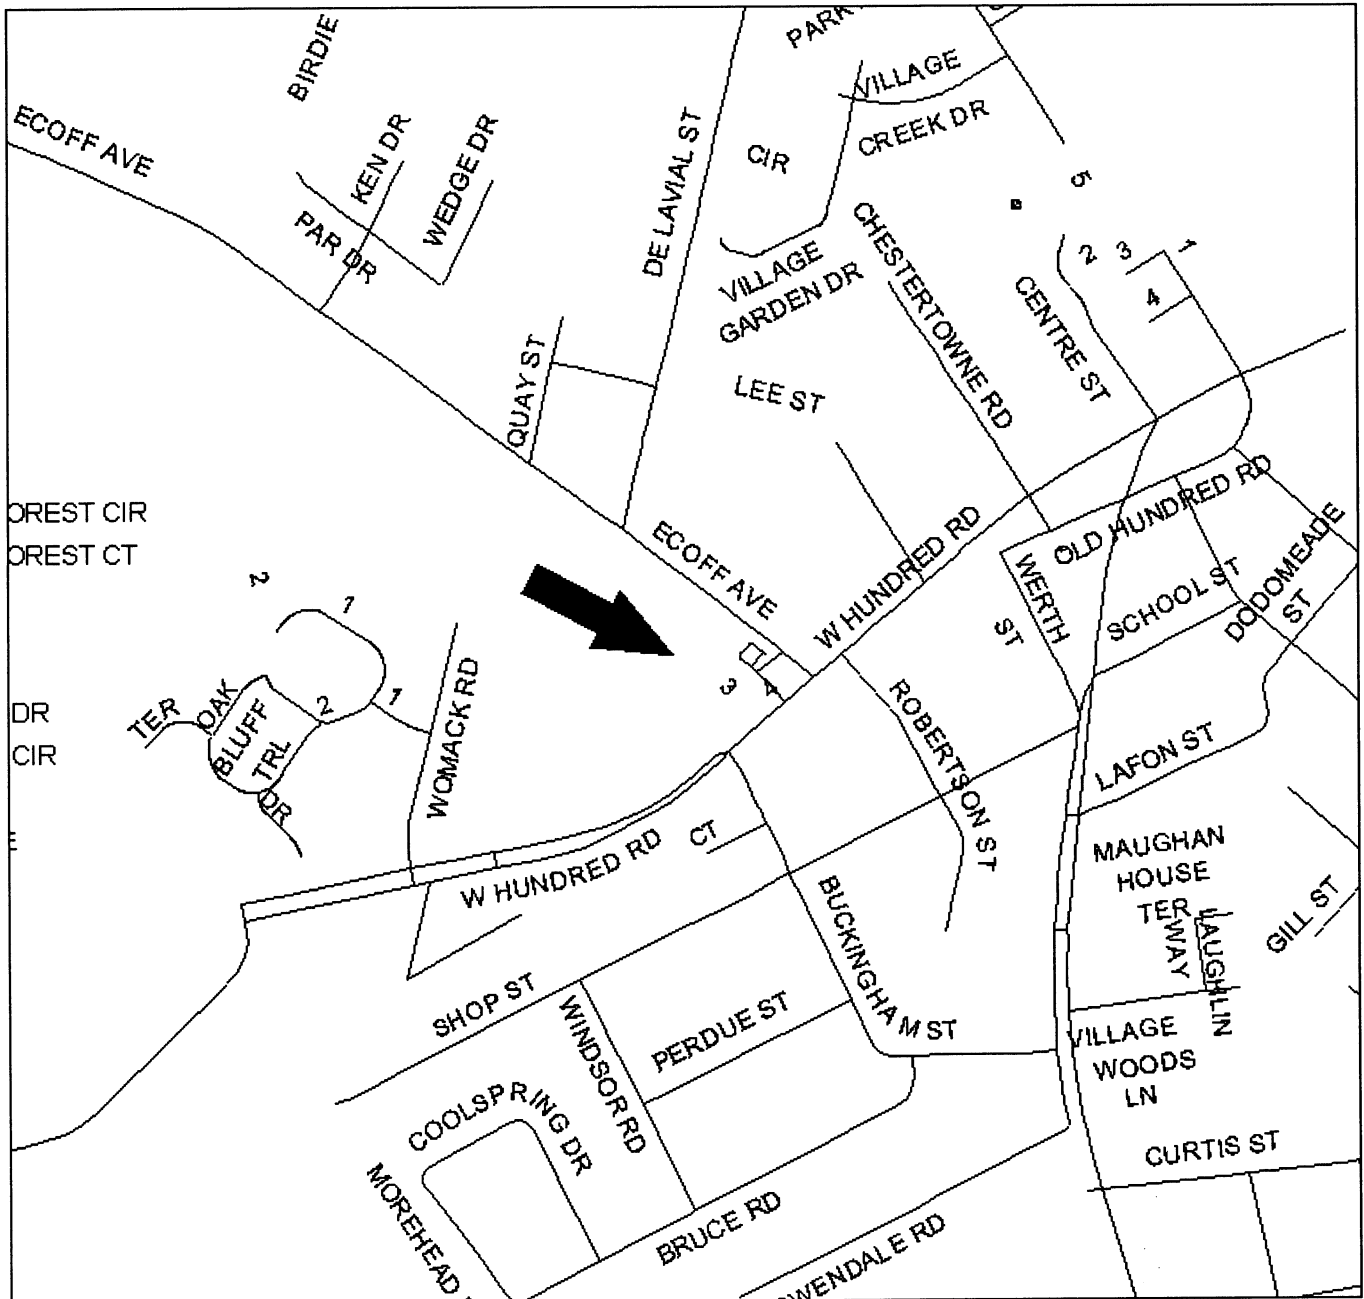 BIRDIE
PARK
VILLAGE
CREEK DR
ECOFF AVE
KEN DR
WEDGE DR
PAR DR
DE LAVIAL ST
CIR
5
VILLAGE
GARDEN DR
CHESTERTOWNE RD
2
3
1
4
CENTRE ST
QUAY ST
LEE ST
OREST CIR
OREST CT
ECOFF AVE
W HUNDRED RD
OLD HUNDRED RD
WERTH
ST
SCHOOL ST
DODOMEADE
ST
2
1
3
4
TER
OAK
BLUFF
TRL
DR
2
1
WOMACK RD
DR
CIR
E
ROBERTSON ST
LAFON ST
W HUNDRED RD
CT
MAUGHAN
HOUSE
TER
WAY
LAUGHLIN
GILL ST
BUCKINGHAM ST
SHOP ST
WINDSOR RD
PERDUE ST
VILLAGE
WOODS
LN
COOLSPRING DR
MOREHEAD
BRUCE RD
OWENDALE RD
CURTIS ST